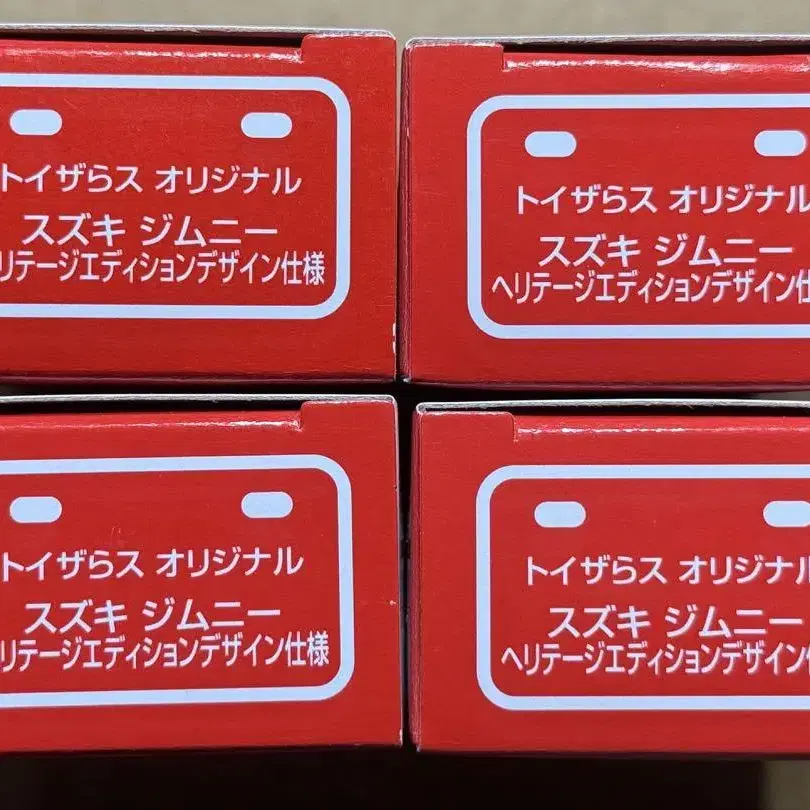 トイザらス オリジナル
スズキ ジムニー
リテージエディションデザイン仕様
トイザらス オリジナル
スズキ ジムニー
ヘリテージエディションデザイン仕
トイザらス オリジナル
スズキ ジムニー
リテージエディションデザイン仕様
トイザらス オリジナル
スズキ ジムニー
ヘリテージエディションデザイン仕